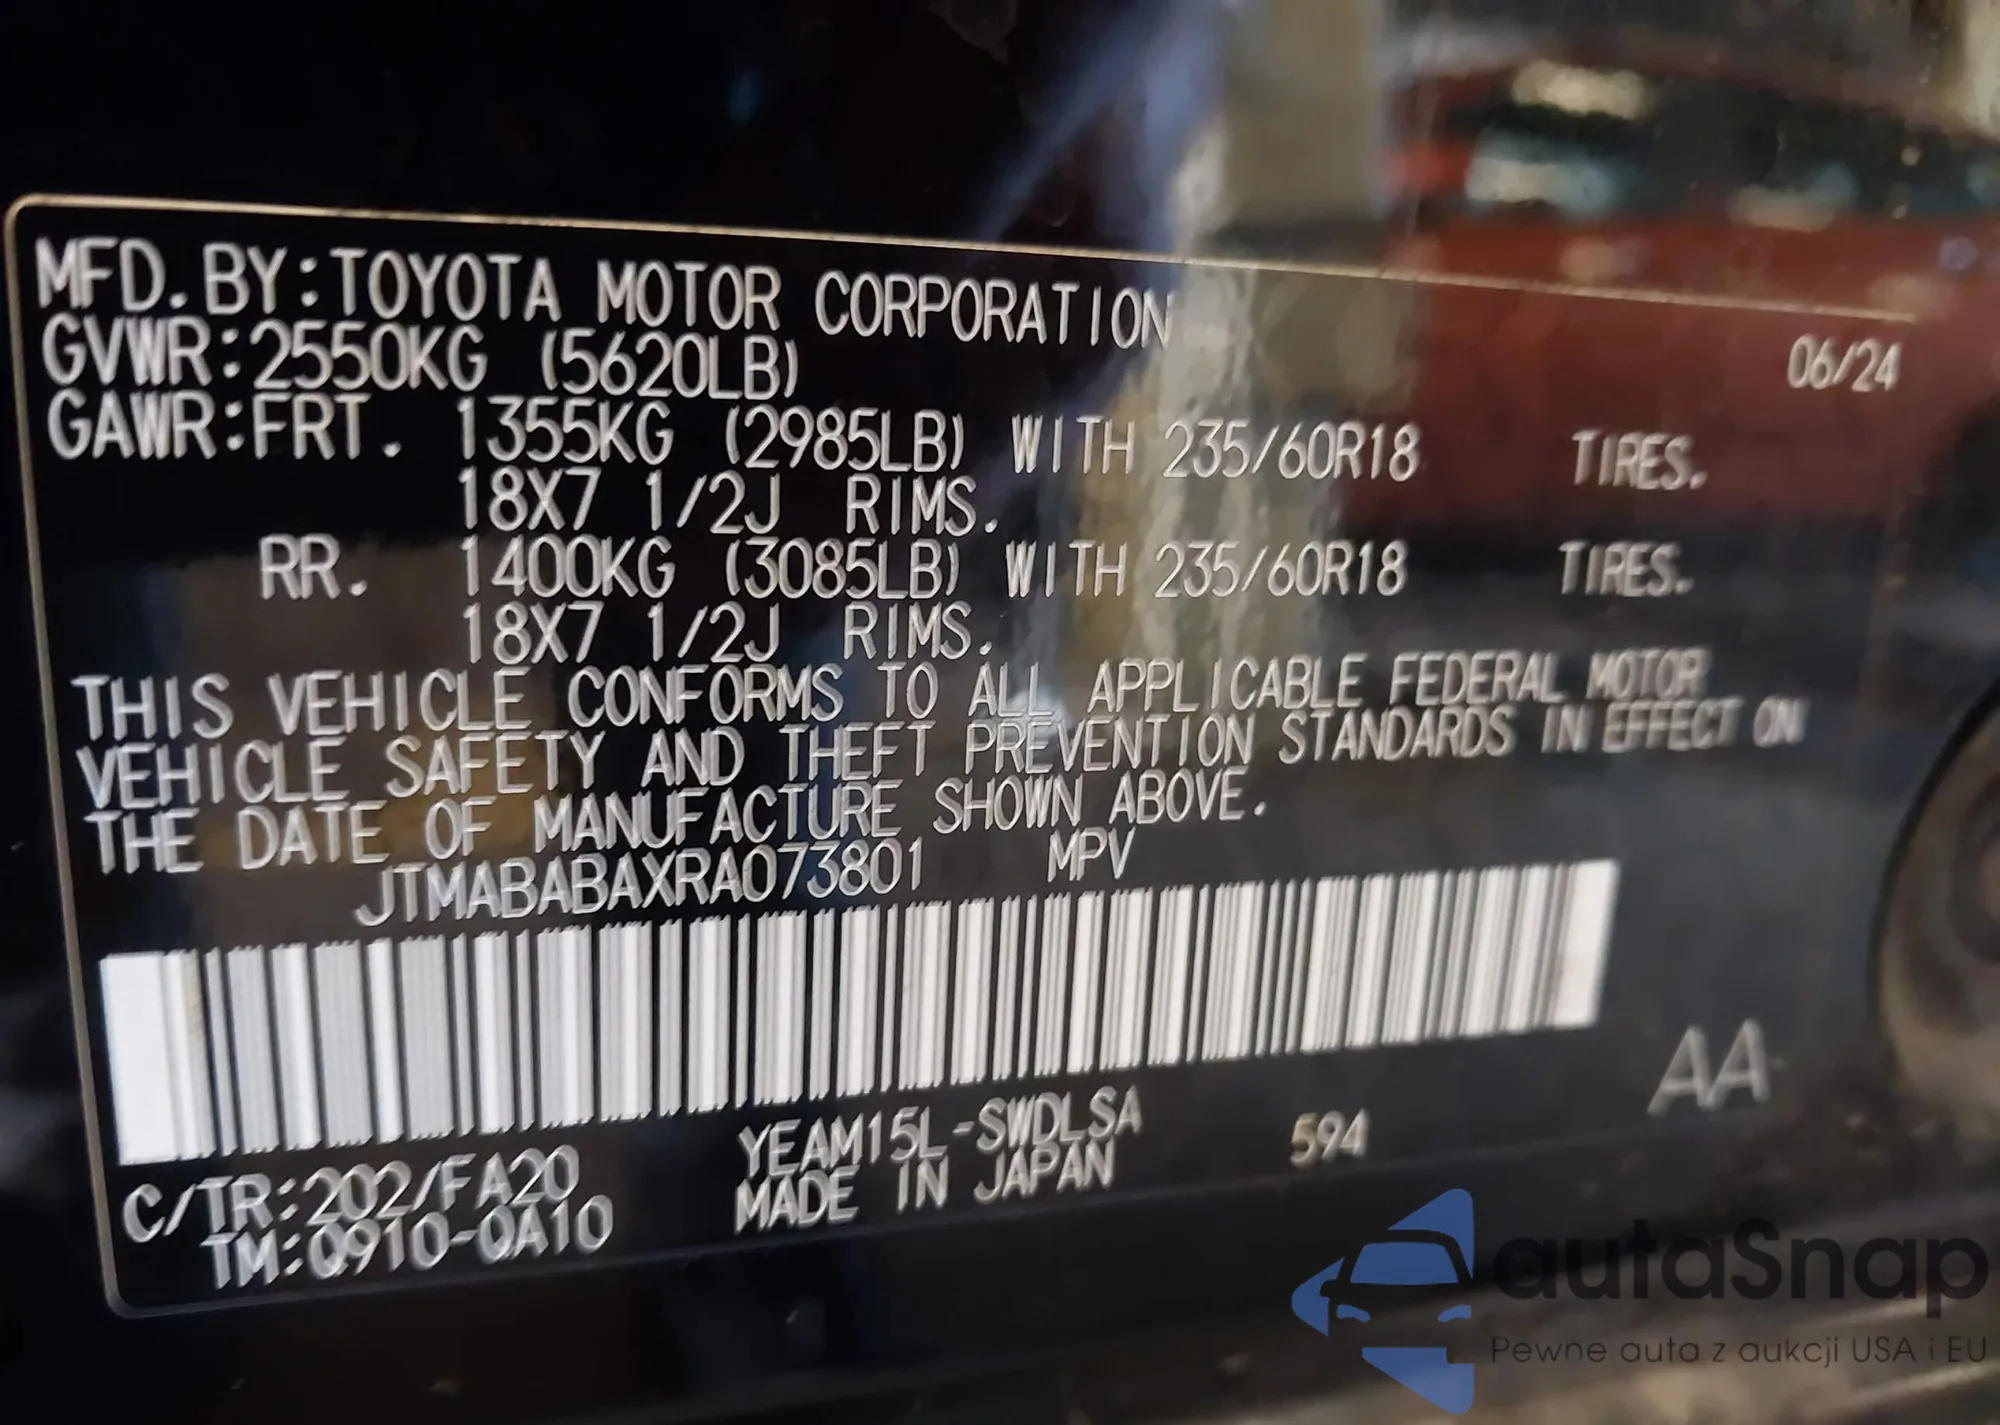 MFD. BY: TOYOTA MOTOR CORPORATION
06/24
GVWR: 2550KG (5620LB)
GAWR: FRT. 1355KG (2985LB) WITH 235/60R18 TIRES.
18X7 1/2J RIMS.
RR. 1400KG (3085LB) WITH 235/60R18 TIRES.
18X7 1/2J RIMS.
THIS VEHICLE CONFORMS TO ALL APPLICABLE FEDERAL MOTOR
VEHICLE SAFETY AND THEFT PREVENTION STANDARDS IN EFFECT ON
THE DATE OF MANUFACTURE SHOWN ABOVE.
JTMABABAXRA073801 MPV
AA
C/TR: 202/FA20 YEAM15L-SWDLSA 594
TM: Q910-QA10 MADE IN JAPAN
autaSnap
Pewne auta z aukcji USA i EU